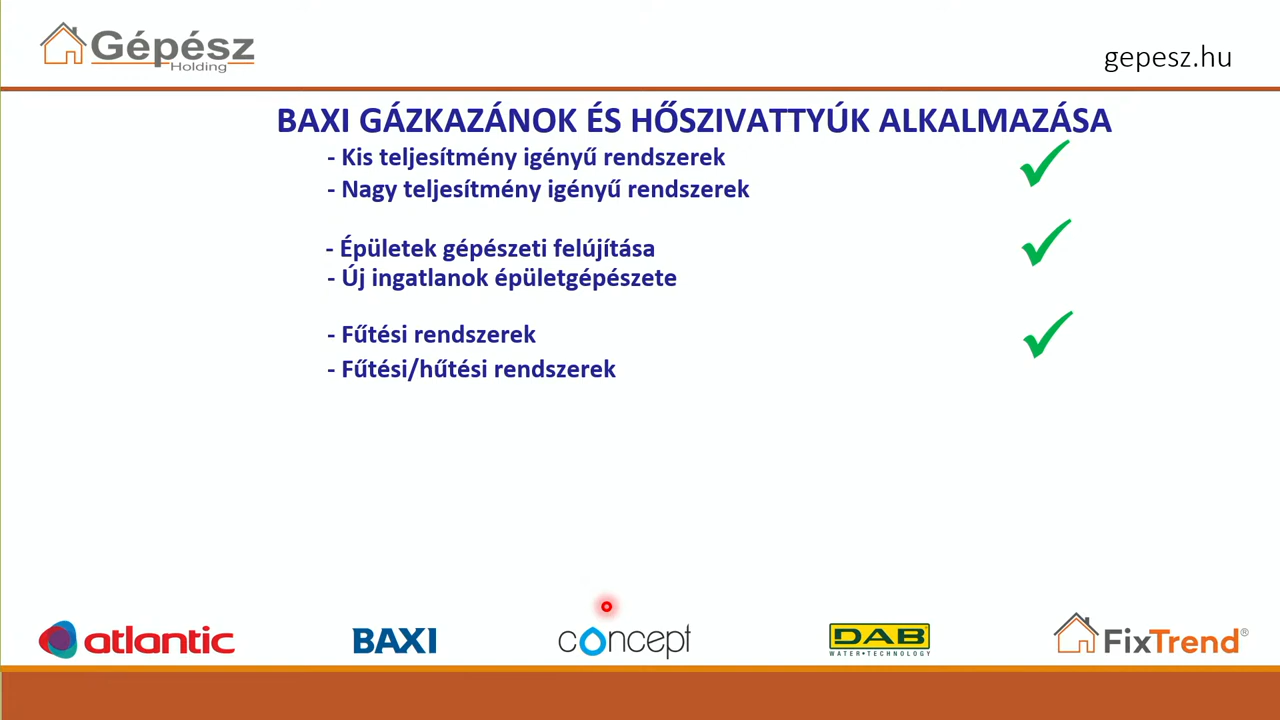 Gépész
Holding
gepesz.hu
BAXI GÁZKAZÁNOK ÉS HŐSZIVATTYÚK ALKALMAZÁSA
- Kis teljesítmény igényű rendszerek
- Nagy teljesítmény igényű rendszerek
- Épületek gépészeti felújítása
- Új ingatlanok épületgépészete
- Fűtési rendszerek
- Fűtési/hűtési rendszerek
atlantic
BAXI
concept
DAB
WATER•TECHNOLOGY
FixTrend®